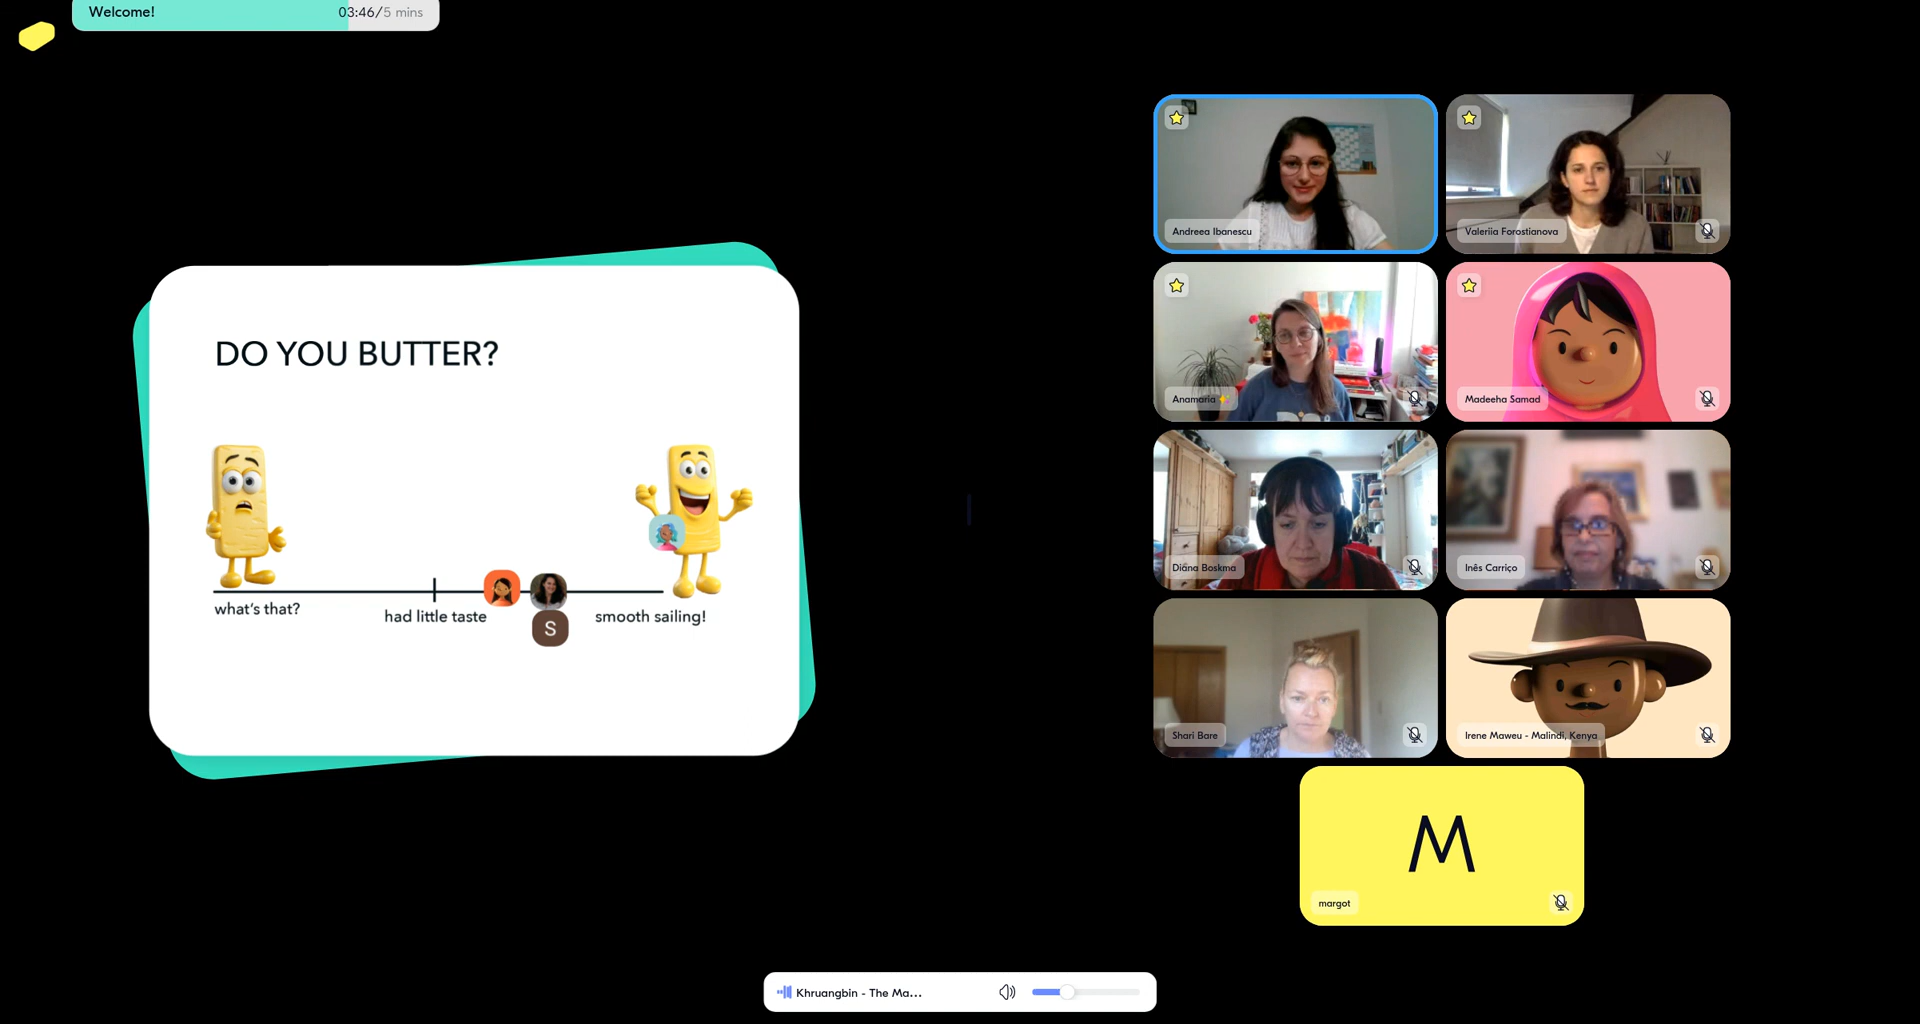 Welcome!
03:46/5 mins
DO YOU BUTTER?
what's that?
had little taste
smooth sailing!
S
Andreea Ibanescu
Valeriia Forostianova
Anamaria ✨
Madeeha Samad
Diana Boskma
Inês Carriço
Shari Bare
Irene Maweu - Malindi, Kenya
M
margot
Khruangbin - The Ma...